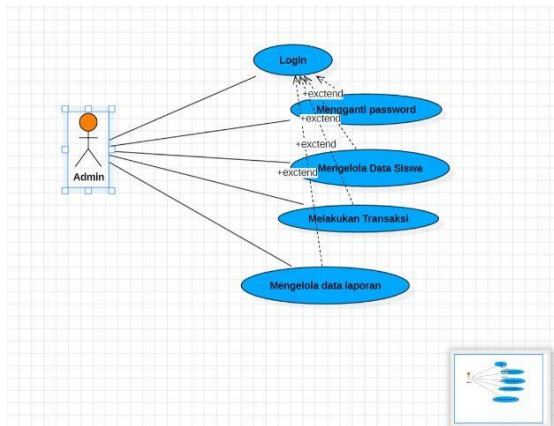 Login
+exctend
Mengganti password
+exctend
+exctend
Mengelola Data SIswa
+exctend
Admin
Melakukan Transaksi
Mengelola data laporan